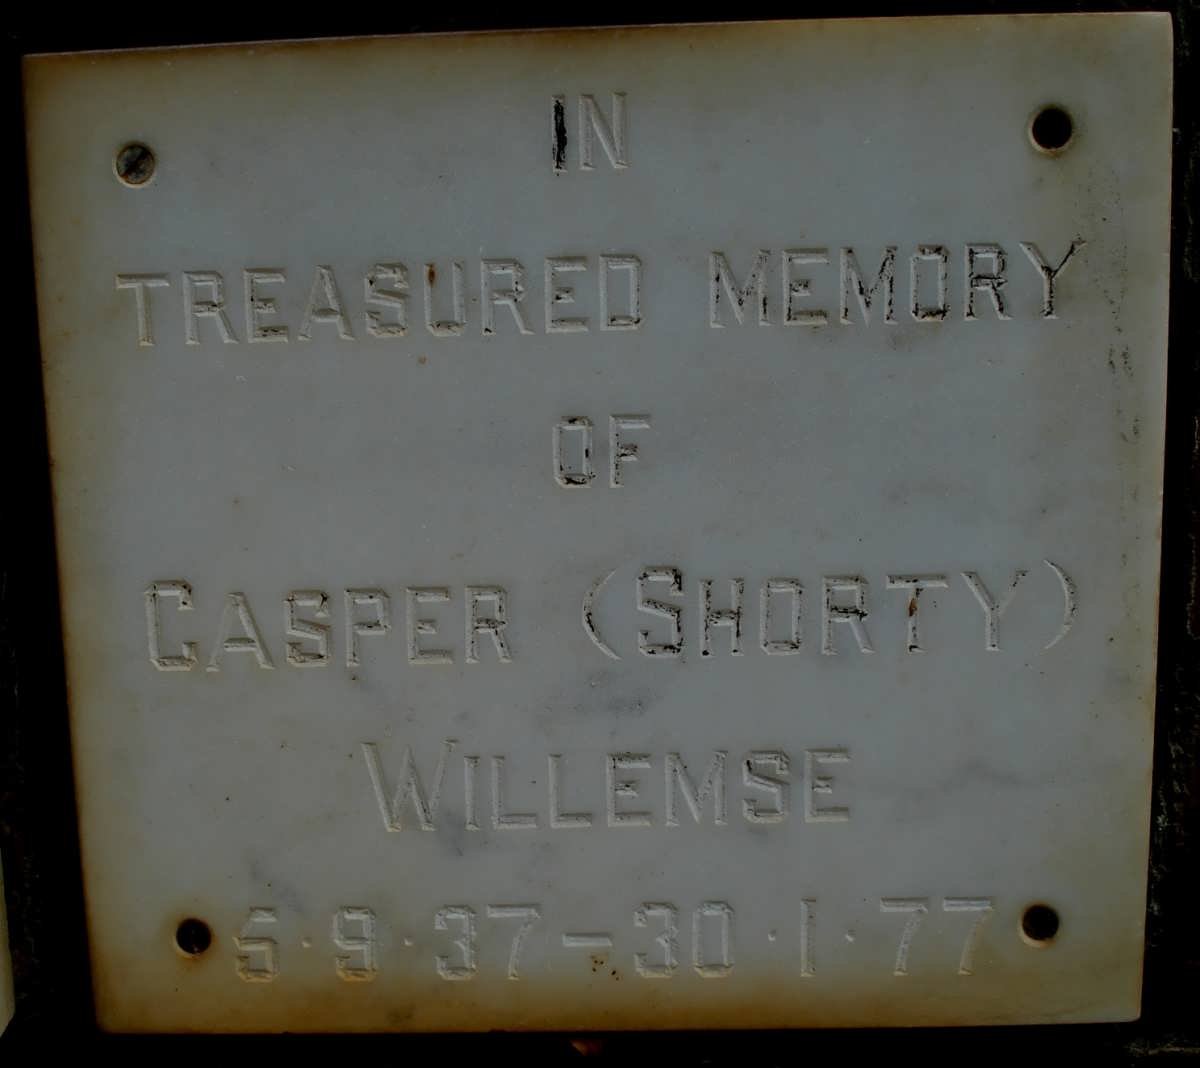 IN
TREASURED MEMORY
OF
CASPER (SHORTY)
WILLEMSE
5·9·37-30·1·77